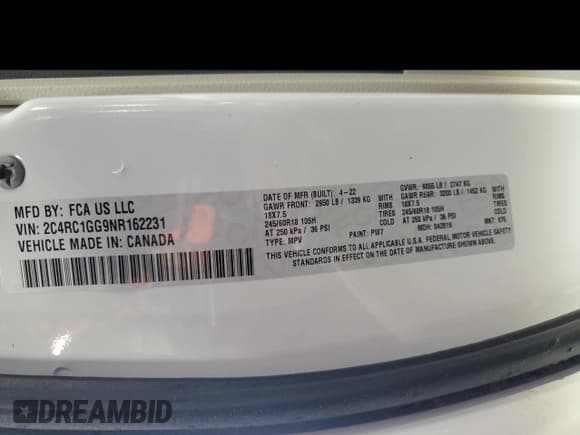 MFD BY: FCA US LLC
VIN: 2C4RC1GG9NR162231
VEHICLE MADE IN: CANADA
DATE OF MFR (BUILT): 4-22
GAWR FRONT: 2950 LB / 1339 KG WITH
18X7.5 RIMS
245/60R18 105H COLD
AT 250 kPa / 36 PSI
TYPE: MPV PAINT: PW7
GVWR: 6055 LB / 2747 KG
GAWR REAR: 3200 LB / 1452 KG WITH
18X7.5 RIMS
245/60R18 105H COLD
AT 250 kPa / 36 PSI
MDH: 042819 MKT: 
THIS VEHICLE CONFORMS TO ALL APPLICABLE U.S.A. FEDERAL MOTOR VEHICLE SAFETY
STANDARDS IN EFFECT ON THE DATE OF MANUFACTURE SHOWN ABOVE.
DREAMBID